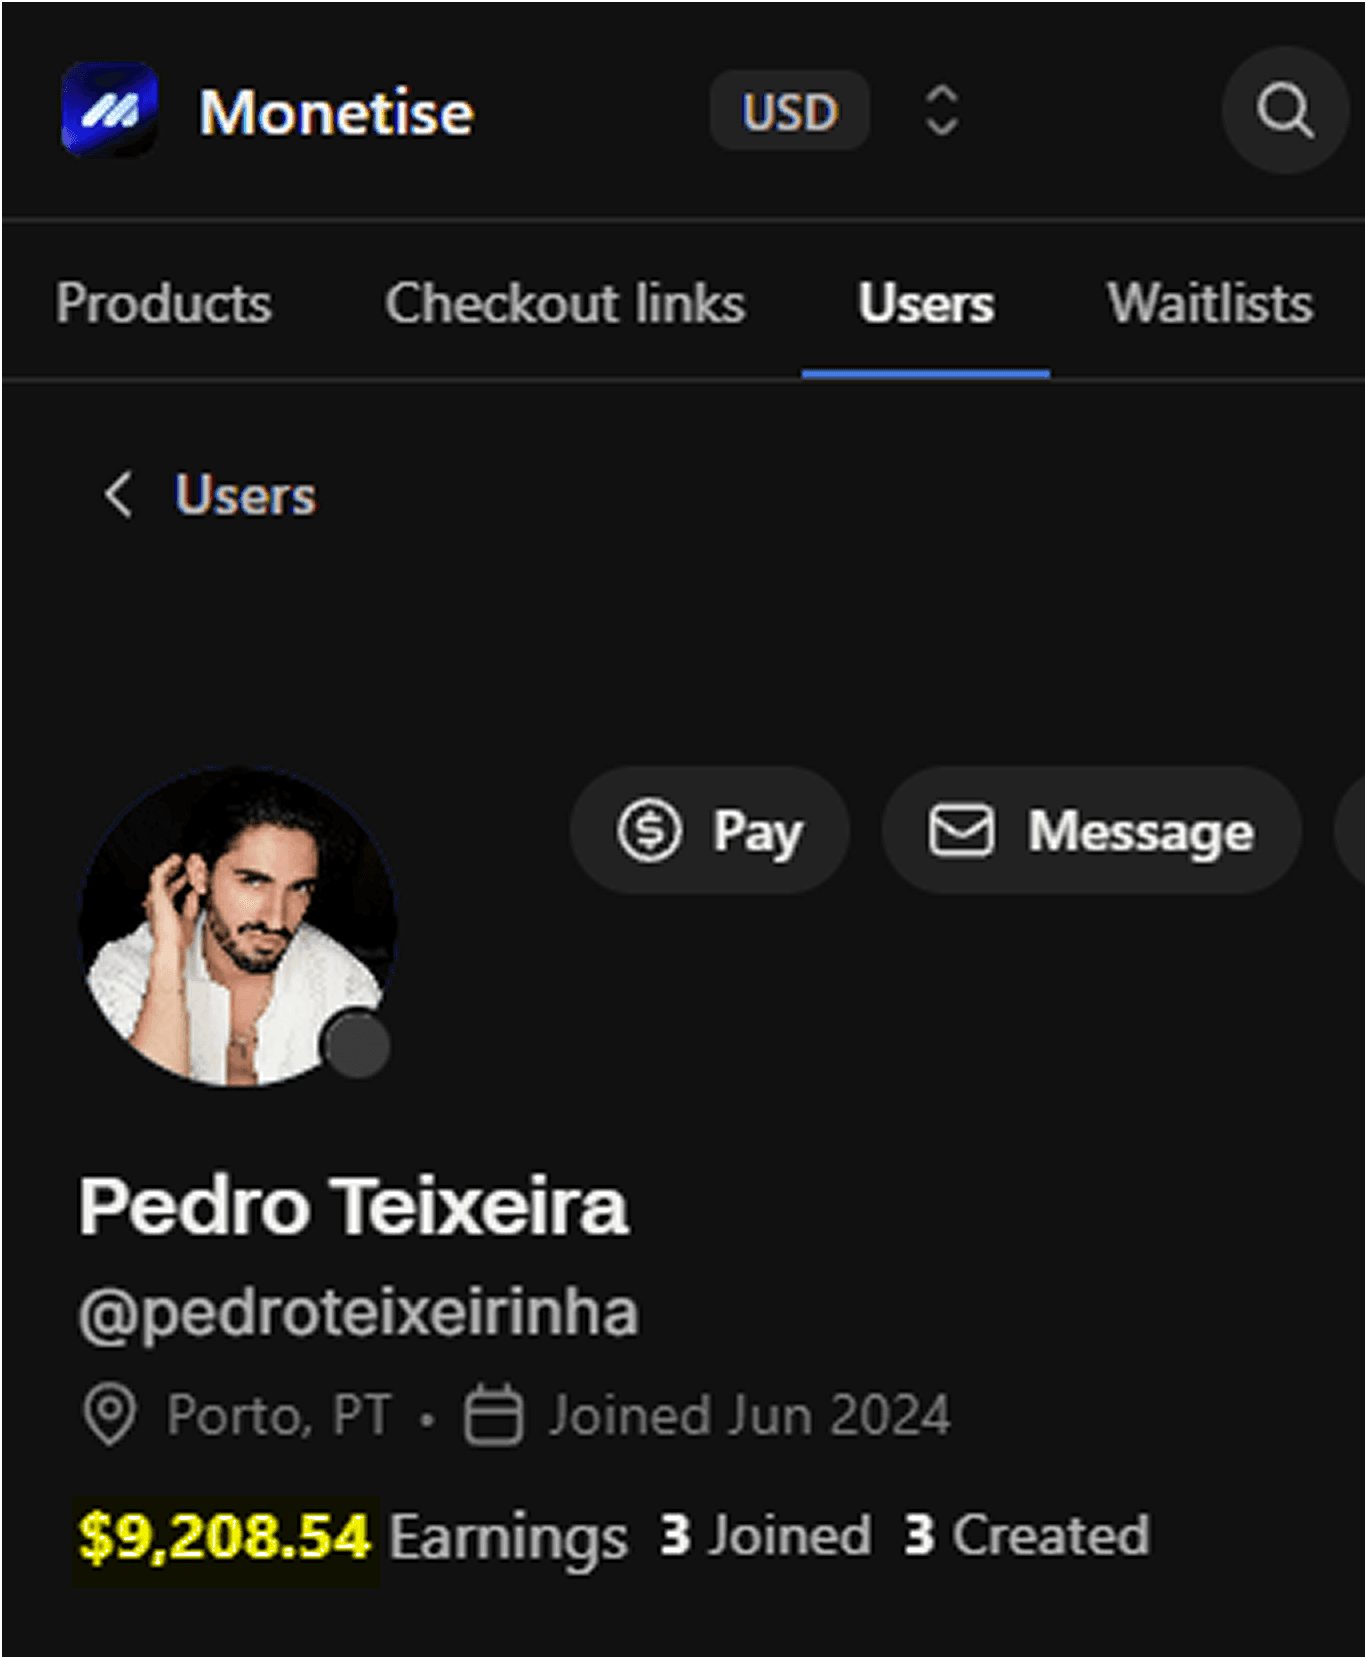 Monetise USD
Products Checkout links Users Waitlists
Users
Pay Message
Pedro Teixeira
@pedroteixeirinha
Porto, PT • Joined Jun 2024
$9,208.54 Earnings 3 Joined 3 Created